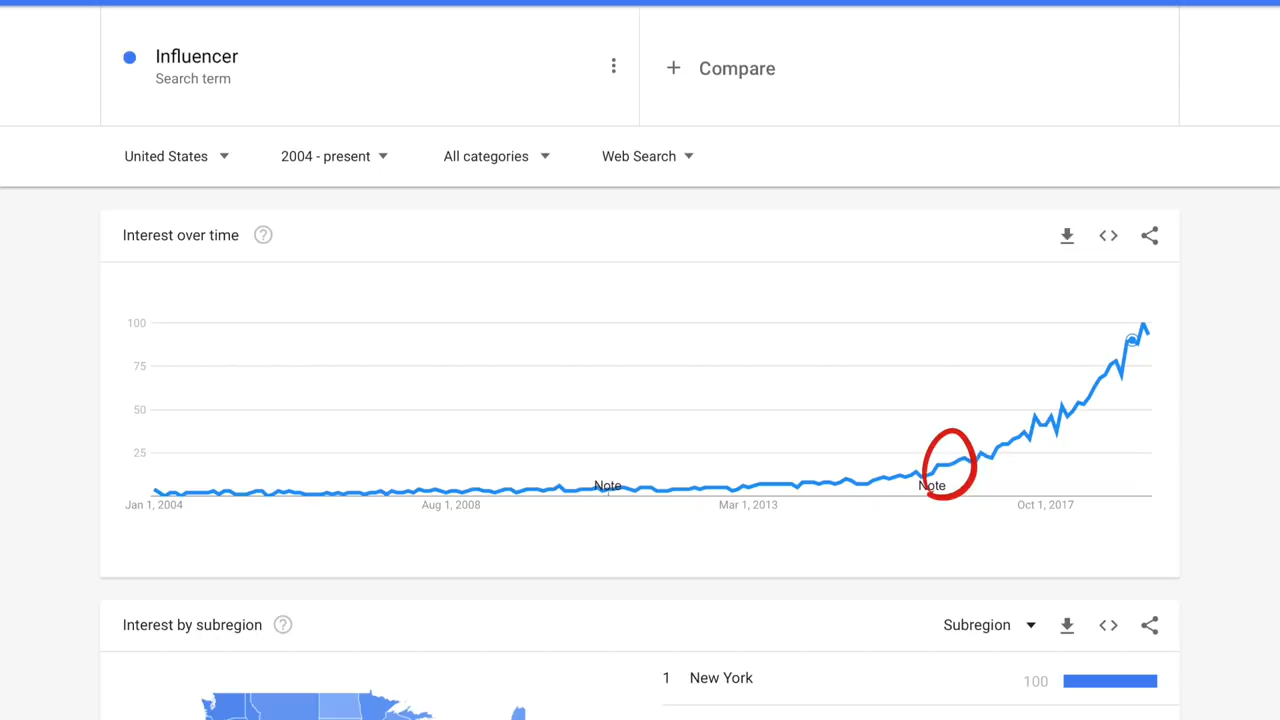 Influencer
Search term
+ Compare
United States
2004 - present
All categories
Web Search
Interest over time ?
100
75
50
25
Note
Note
Jan 1, 2004
Aug 1, 2008
Mar 1, 2013
Oct 1, 2017
Interest by subregion ?
Subregion
1 New York 100